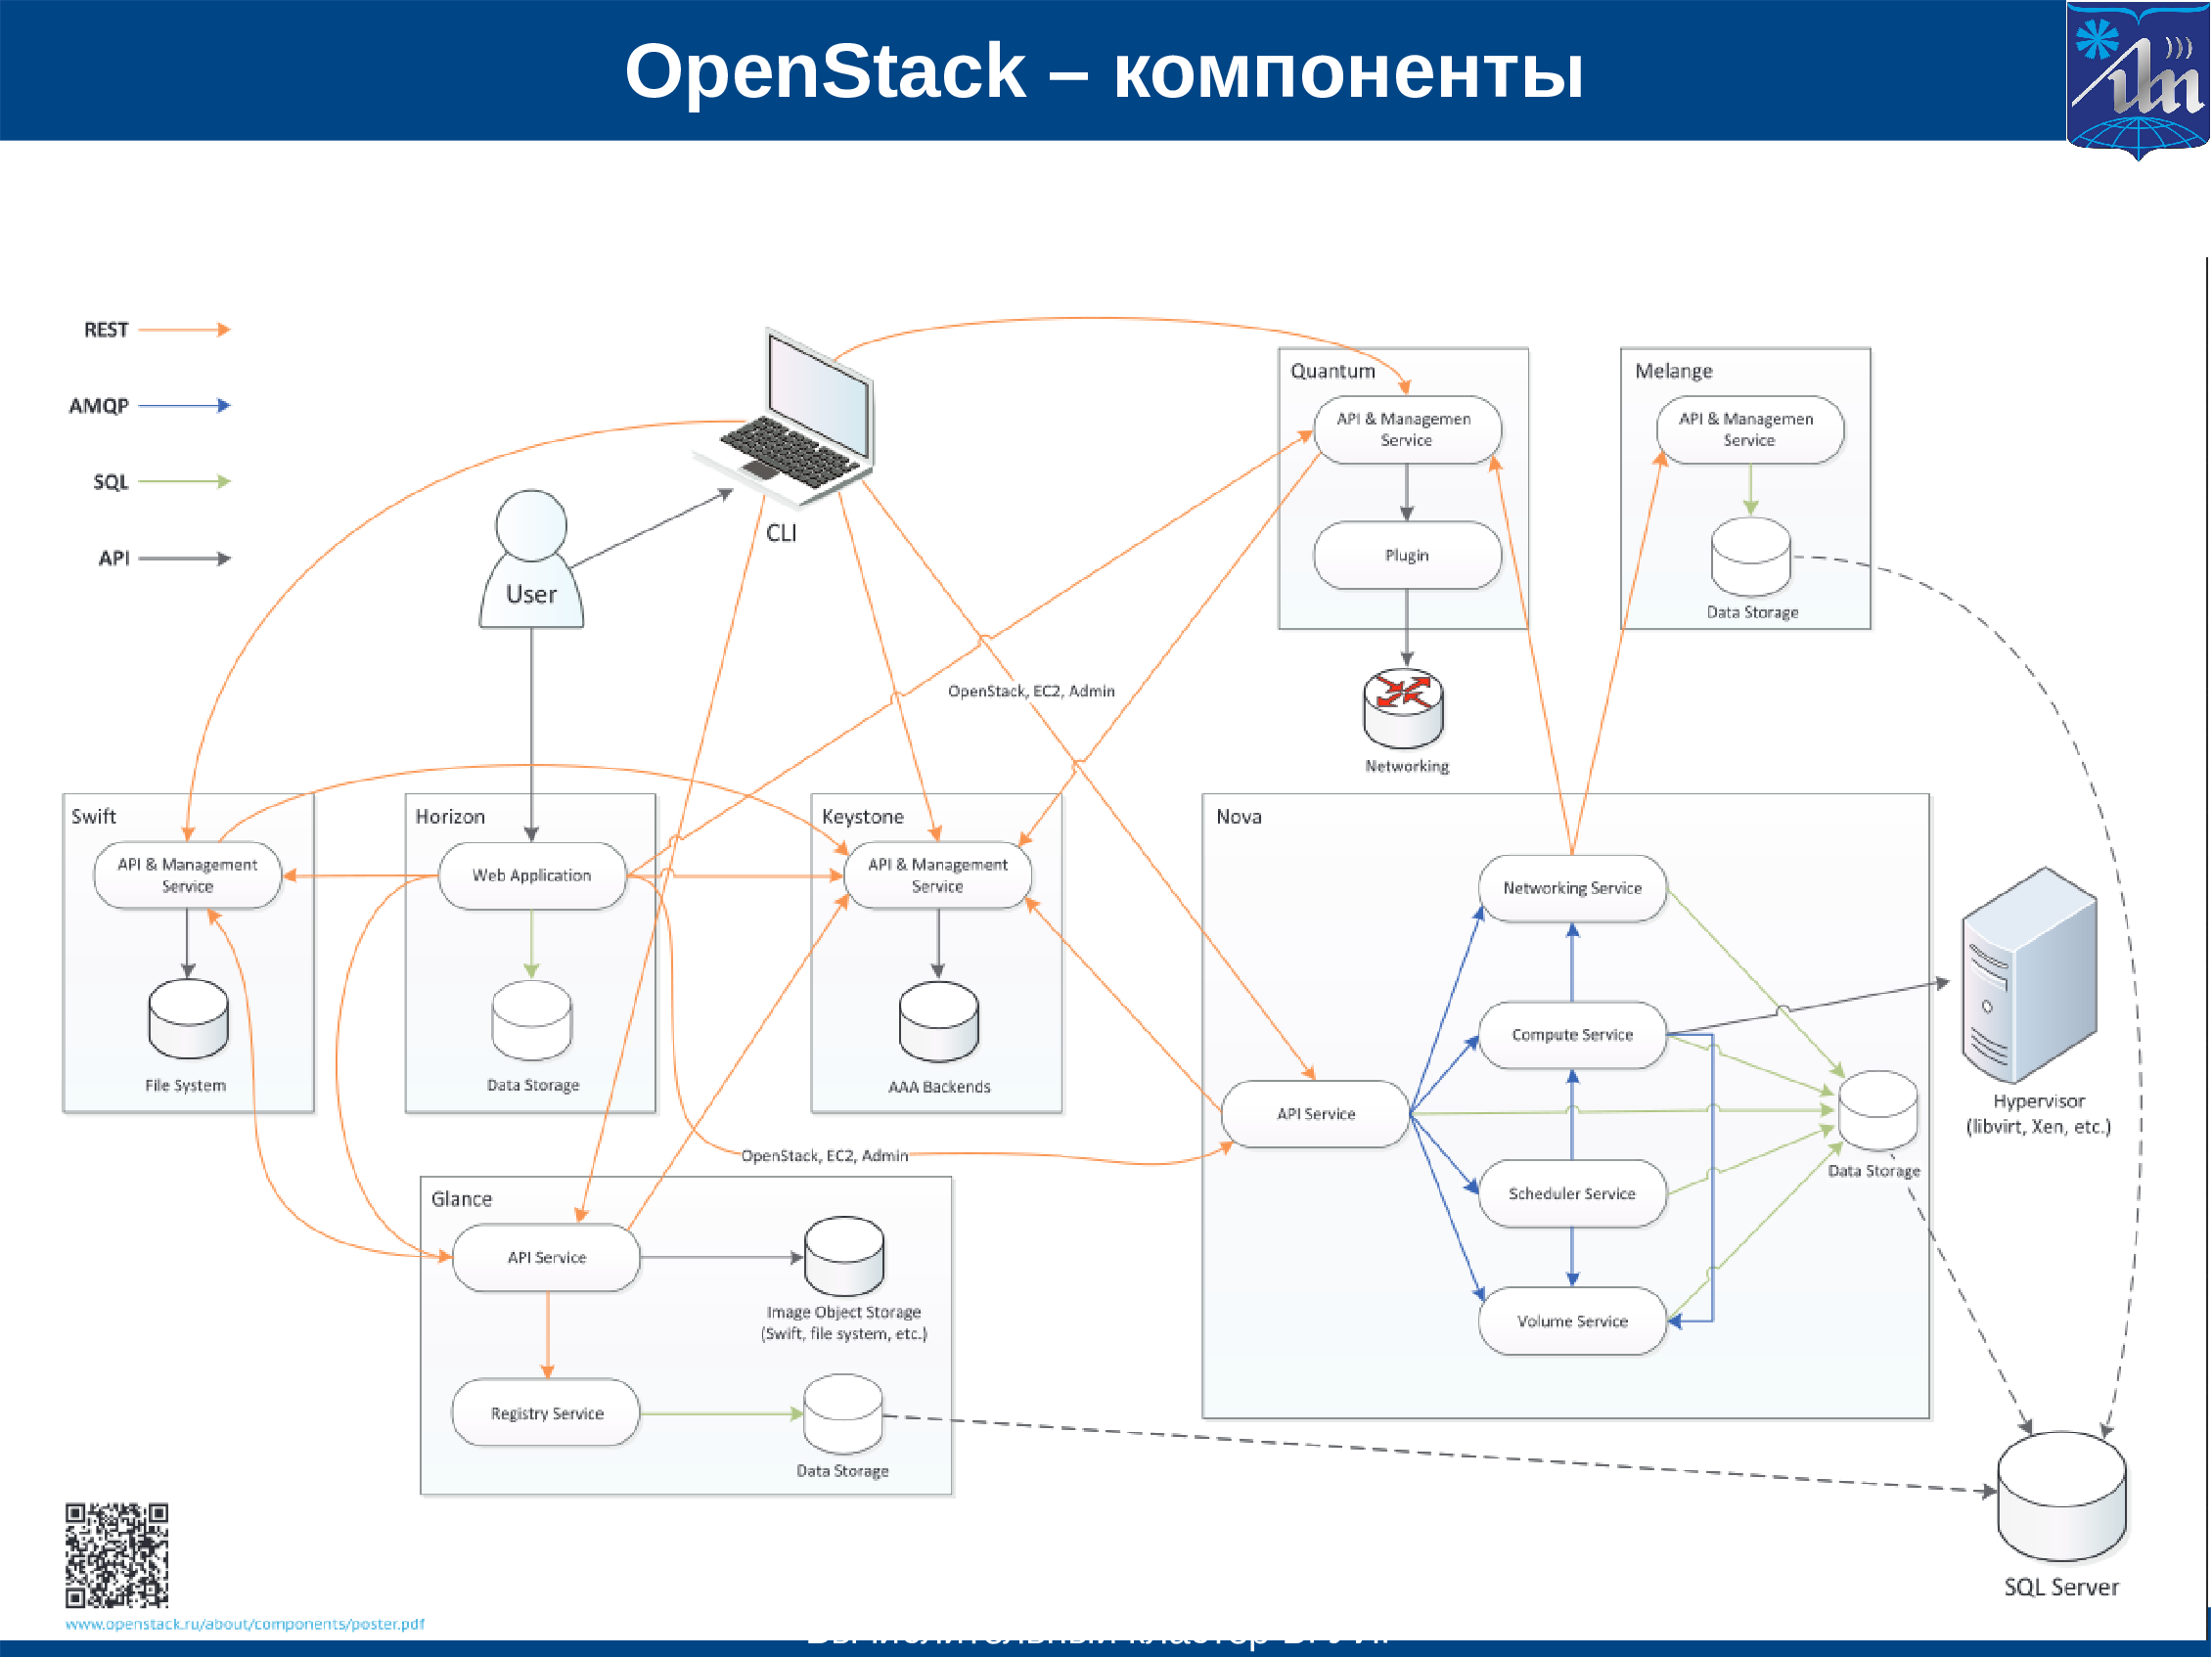 OpenStack – компоненты
REST
AMQP
SQL
API
CLI
User
Quantum
API & Managemen
Service
Plugin
Networking
Melange
API & Managemen
Service
Data Storage
OpenStack, EC2, Admin
Swift
API & Management
Service
File System
Horizon
Web Application
Data Storage
Keystone
API & Management
Service
AAA Backends
Nova
Networking Service
Compute Service
API Service
Scheduler Service
Volume Service
Data Storage
Hypervisor
(libvirt, Xen, etc.)
OpenStack, EC2, Admin
Glance
API Service
Image Object Storage
(Swift, file system, etc.)
Registry Service
Data Storage
SQL Server
www.openstack.ru/about/components/poster.pdf